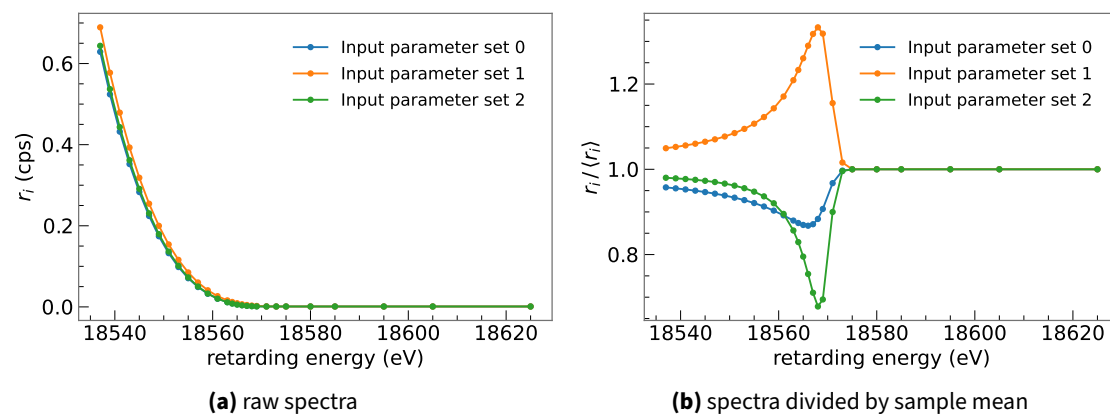 0.6
0.4
0.2
0.0
r_i (cps)
Input parameter set 0
Input parameter set 1
Input parameter set 2
18540 18560 18580 18600 18620
retarding energy (eV)
(a) raw spectra
1.2
1.0
0.8
r_i / ⟨r_i⟩
Input parameter set 0
Input parameter set 1
Input parameter set 2
18540 18560 18580 18600 18620
retarding energy (eV)
(b) spectra divided by sample mean